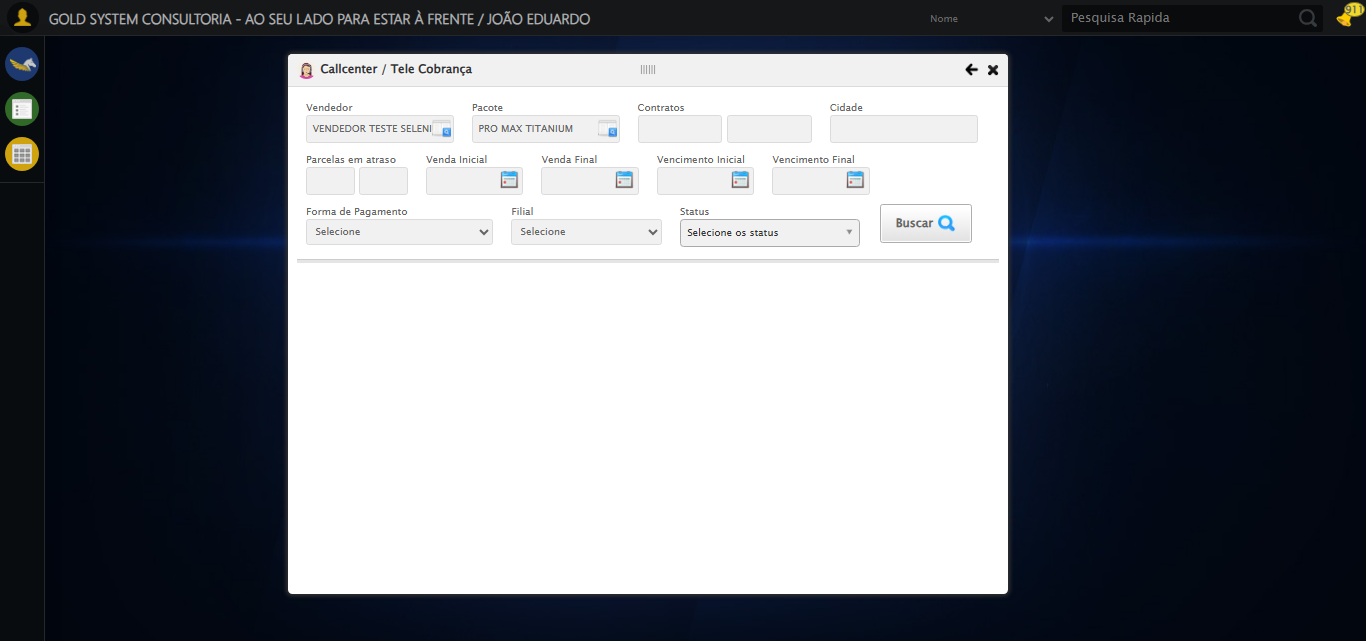 GOLD SYSTEM CONSULTORIA - AO SEU LADO PARA ESTAR À FRENTE / JOÃO EDUARDO
Nome
Pesquisa Rapida
911
Callcenter / Tele Cobrança
Vendedor Pacote Contratos Cidade
VENDEDOR TESTE SELENI PRO MAX TITANIUM
Parcelas em atraso Venda Inicial Venda Final Vencimento Inicial Vencimento Final
Forma de Pagamento Filial Status
Selecione Selecione Selecione os status Buscar